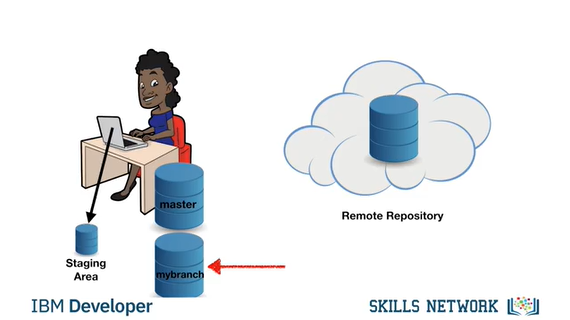 master
Remote Repository
Staging
Area
mybranch
IBM Developer
SKILLS NETWORK